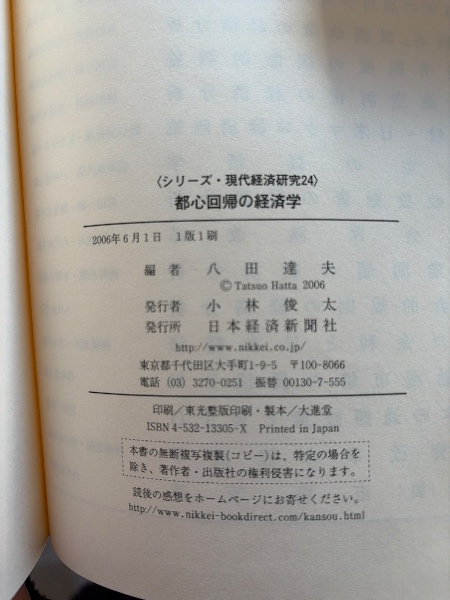 〈シリーズ・現代経済研究24〉
都心回帰の経済学
2006年6月1日 1版1刷
編者 八田達夫
©Tatsuo Hatta 2006
発行者 小林俊太
発行所 日本経済新聞社
http://www.nikkei.co.jp/
東京都千代田区大手町1-9-5 〒100-8066
電話 (03) 3270-0251 振替 00130-7-555
印刷/東光整版印刷・製本/大進堂
ISBN 4-532-13305-X Printed in Japan
本書の無断複写複製(コピー)は、特定の場合を
除き、著作者・出版社の権利侵害になります。
読後の感想をホームページにお寄せください。
http://www.nikkei-bookdirect.com/kansou.html